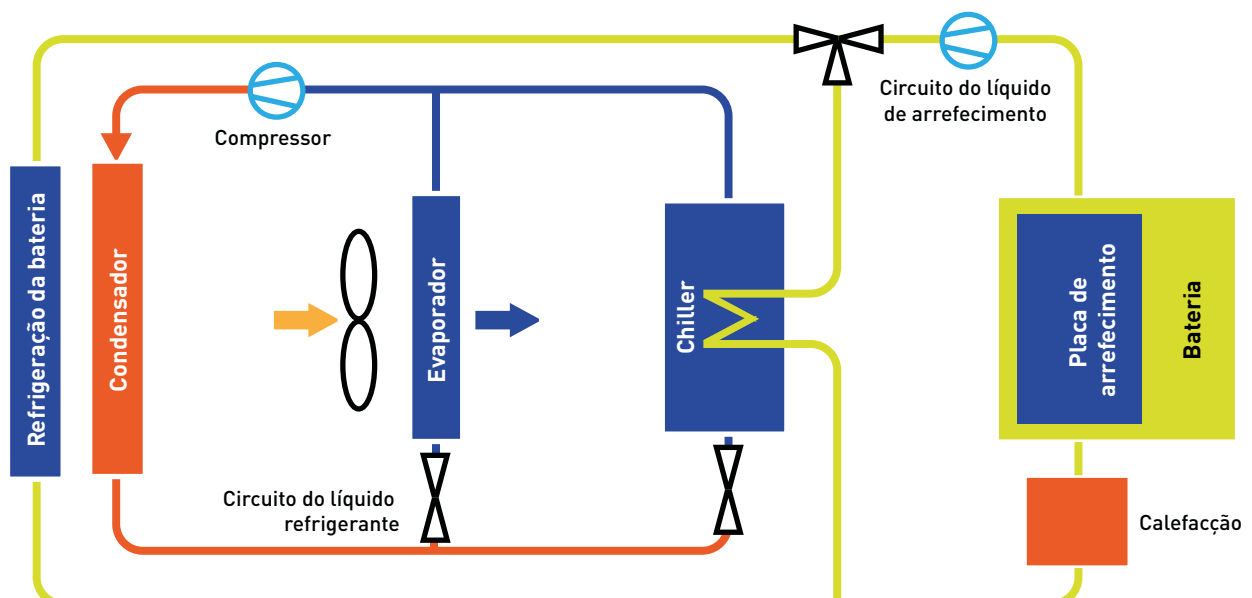 Circuito do líquido
de arrefecimento
Compressor
Refrigeração da bateria
Condensador
Evaporador
Chiller
Placa de
arrefecimento
Bateria
Circuito do líquido
refrigerante
Calefacção